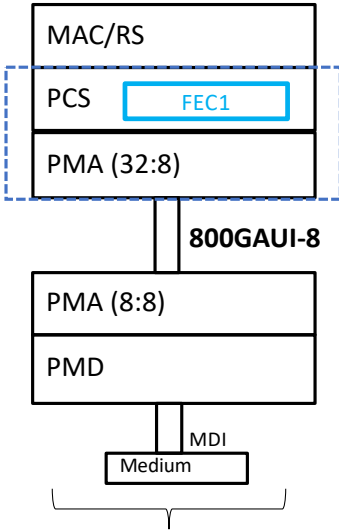 MAC/RS
PCS
FEC1
PMA (32:8)
800GAUI-8
PMA (8:8)
PMD
MDI
Medium